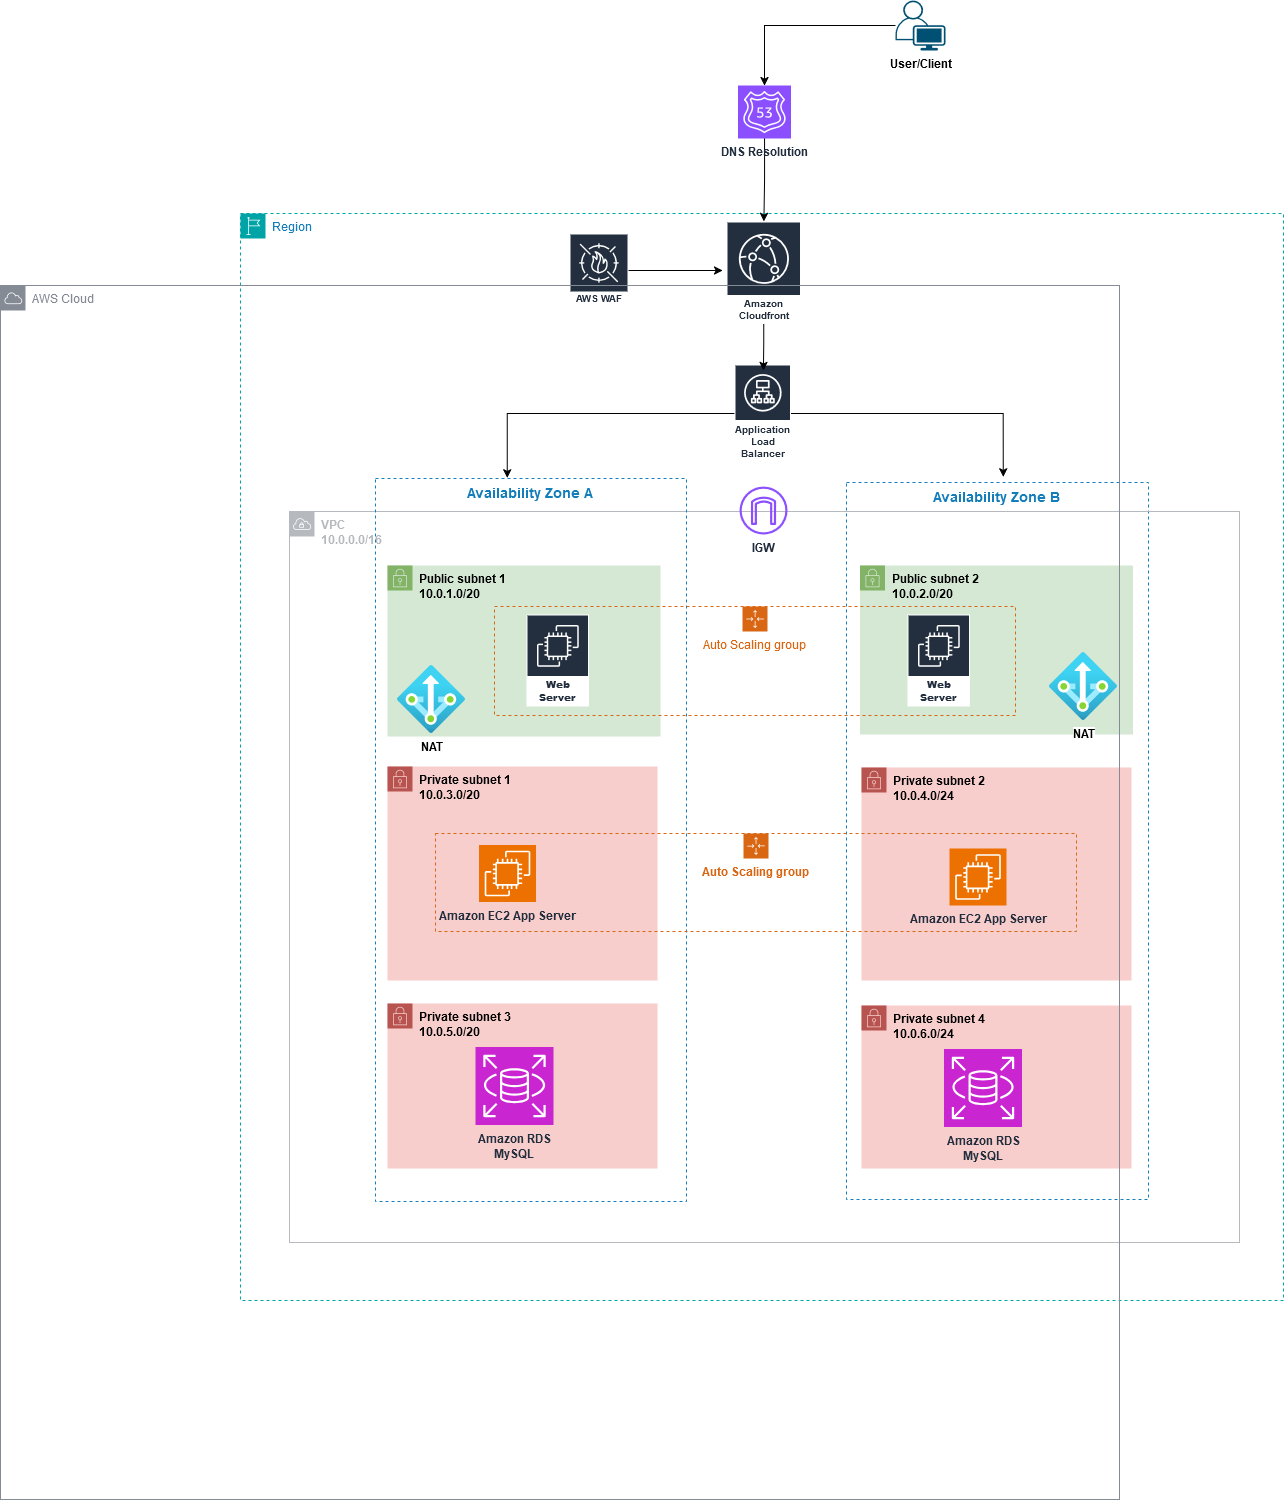 User/Client
53
DNS Resolution
Region
AWS Cloud
AWS WAF
Amazon
Cloudfront
Application
Load
Balancer
Availability Zone A
Availability Zone B
VPC
10.0.0.0/16
IGW
Public subnet 1
10.0.1.0/20
Public subnet 2
10.0.2.0/20
Auto Scaling group
Web
Server
Web
Server
NAT
NAT
Private subnet 1
10.0.3.0/20
Private subnet 2
10.0.4.0/24
Auto Scaling group
Amazon EC2 App Server
Amazon EC2 App Server
Private subnet 3
10.0.5.0/20
Private subnet 4
10.0.6.0/24
Amazon RDS
MySQL
Amazon RDS
MySQL